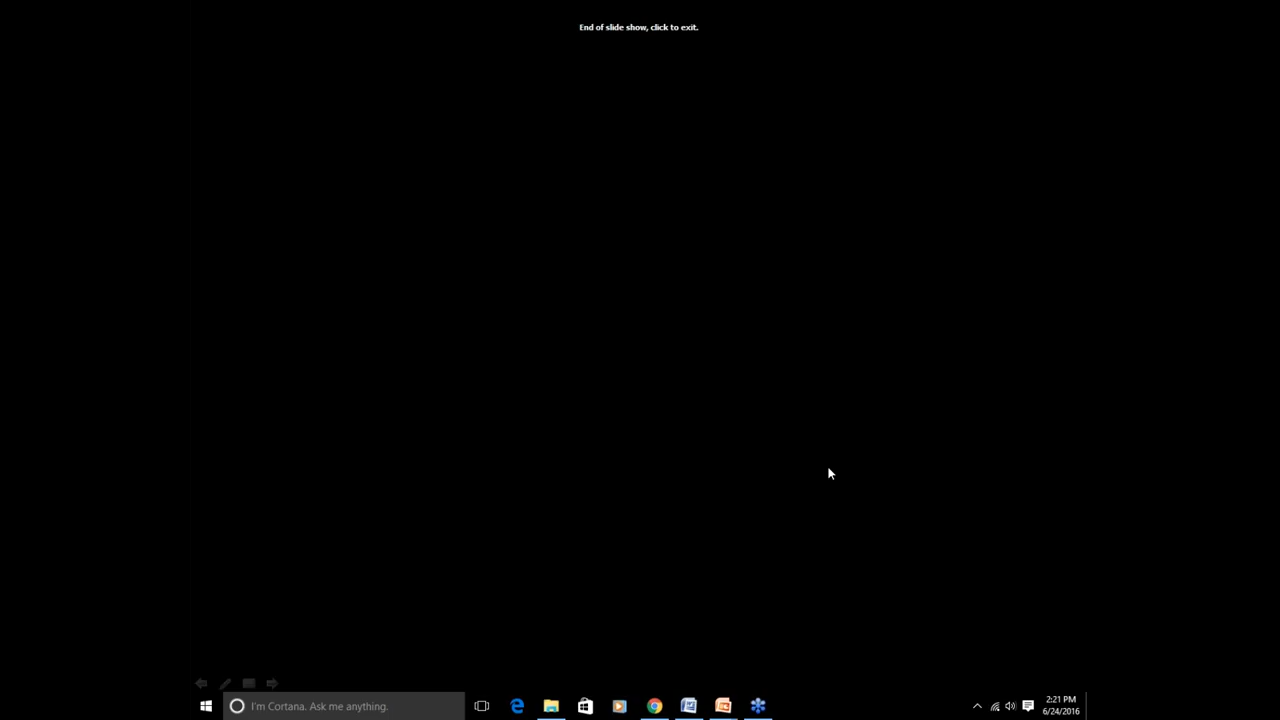 End of slide show, click to exit.
I'm Cortana. Ask me anything.
2:21 PM
6/24/2016